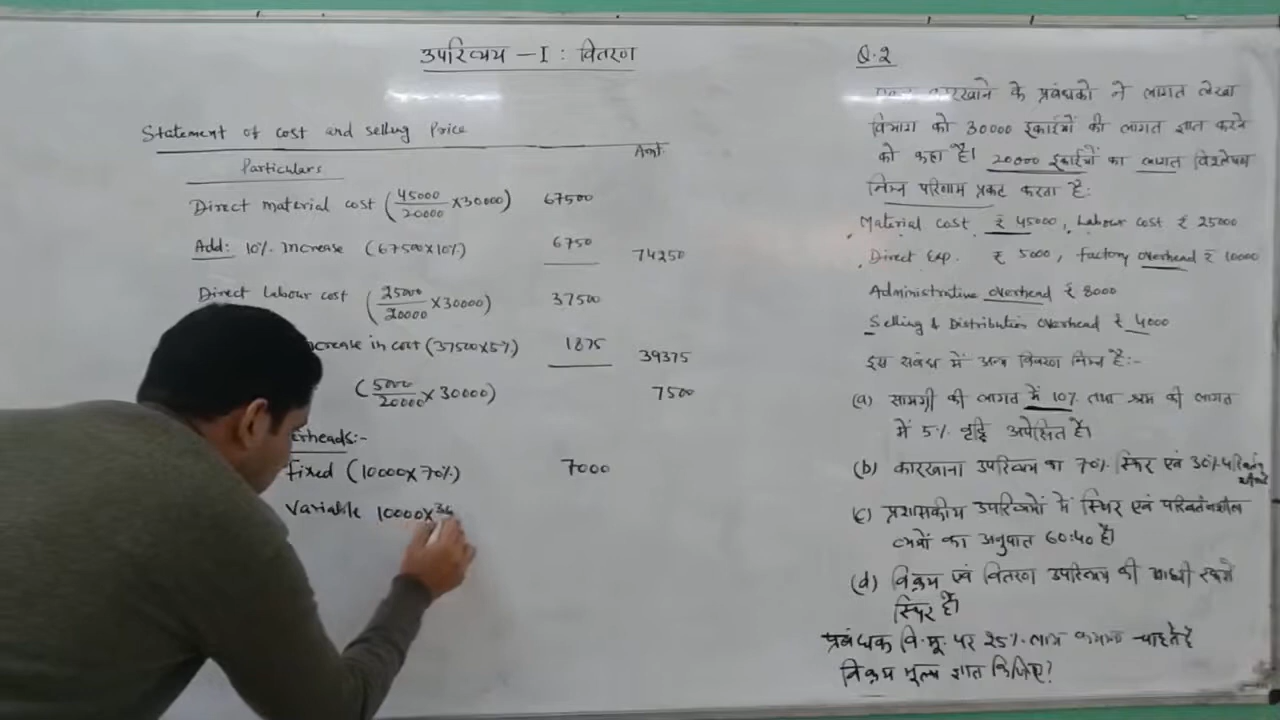 उपरिव्यय – I : वितरण
Statement of cost and selling Price
Amt.
Particulars
Direct material cost (45000/20000 × 30000) 67500
Add: 10% Increase (67500×10%) 6750 74250
Direct Labour cost (25000/20000 × 30000) 37500
crease in cost (37500×5%) 1875 39375
(5000/20000 × 30000) 7500
erheads:-
Fixed (10000×70%) 7000
Variable 10000×
Q.2
कारखाने के प्रबंधको ने लागत लेखा
विभाग को 30000 इकाईयों की लागत ज्ञात करने
को कहा है। 20000 इकाईयों का लागत विश्लेषण
निम्न परिणाम प्रकट करता है:
Material cost ₹ 45000, Labour cost ₹ 25000
Direct Exp. ₹ 5000, factory overhead ₹ 10000
Administrative overhead ₹ 8000
Selling & Distribution overhead ₹ 4000
इस संबंध में अन्य विवरण निम्न है:-
(a) सामग्री की लागत में 10% तथा श्रम की लागत
में 5% वृद्धि अपेक्षित है।
(b) कारखाना उपरिव्यय का 70% स्थिर एवं 30%
(c) प्रशासकीय उपरिव्ययों में स्थिर एवं परिवर्तनशील
व्ययों का अनुपात 60:40 है।
(d) विक्रय एवं वितरण उपरिव्यय की आधी रकम
स्थिर है।
प्रबंधक वि.मू. पर 25% लाभ कमाना चाहते है
विक्रय मूल्य ज्ञात किजिए?